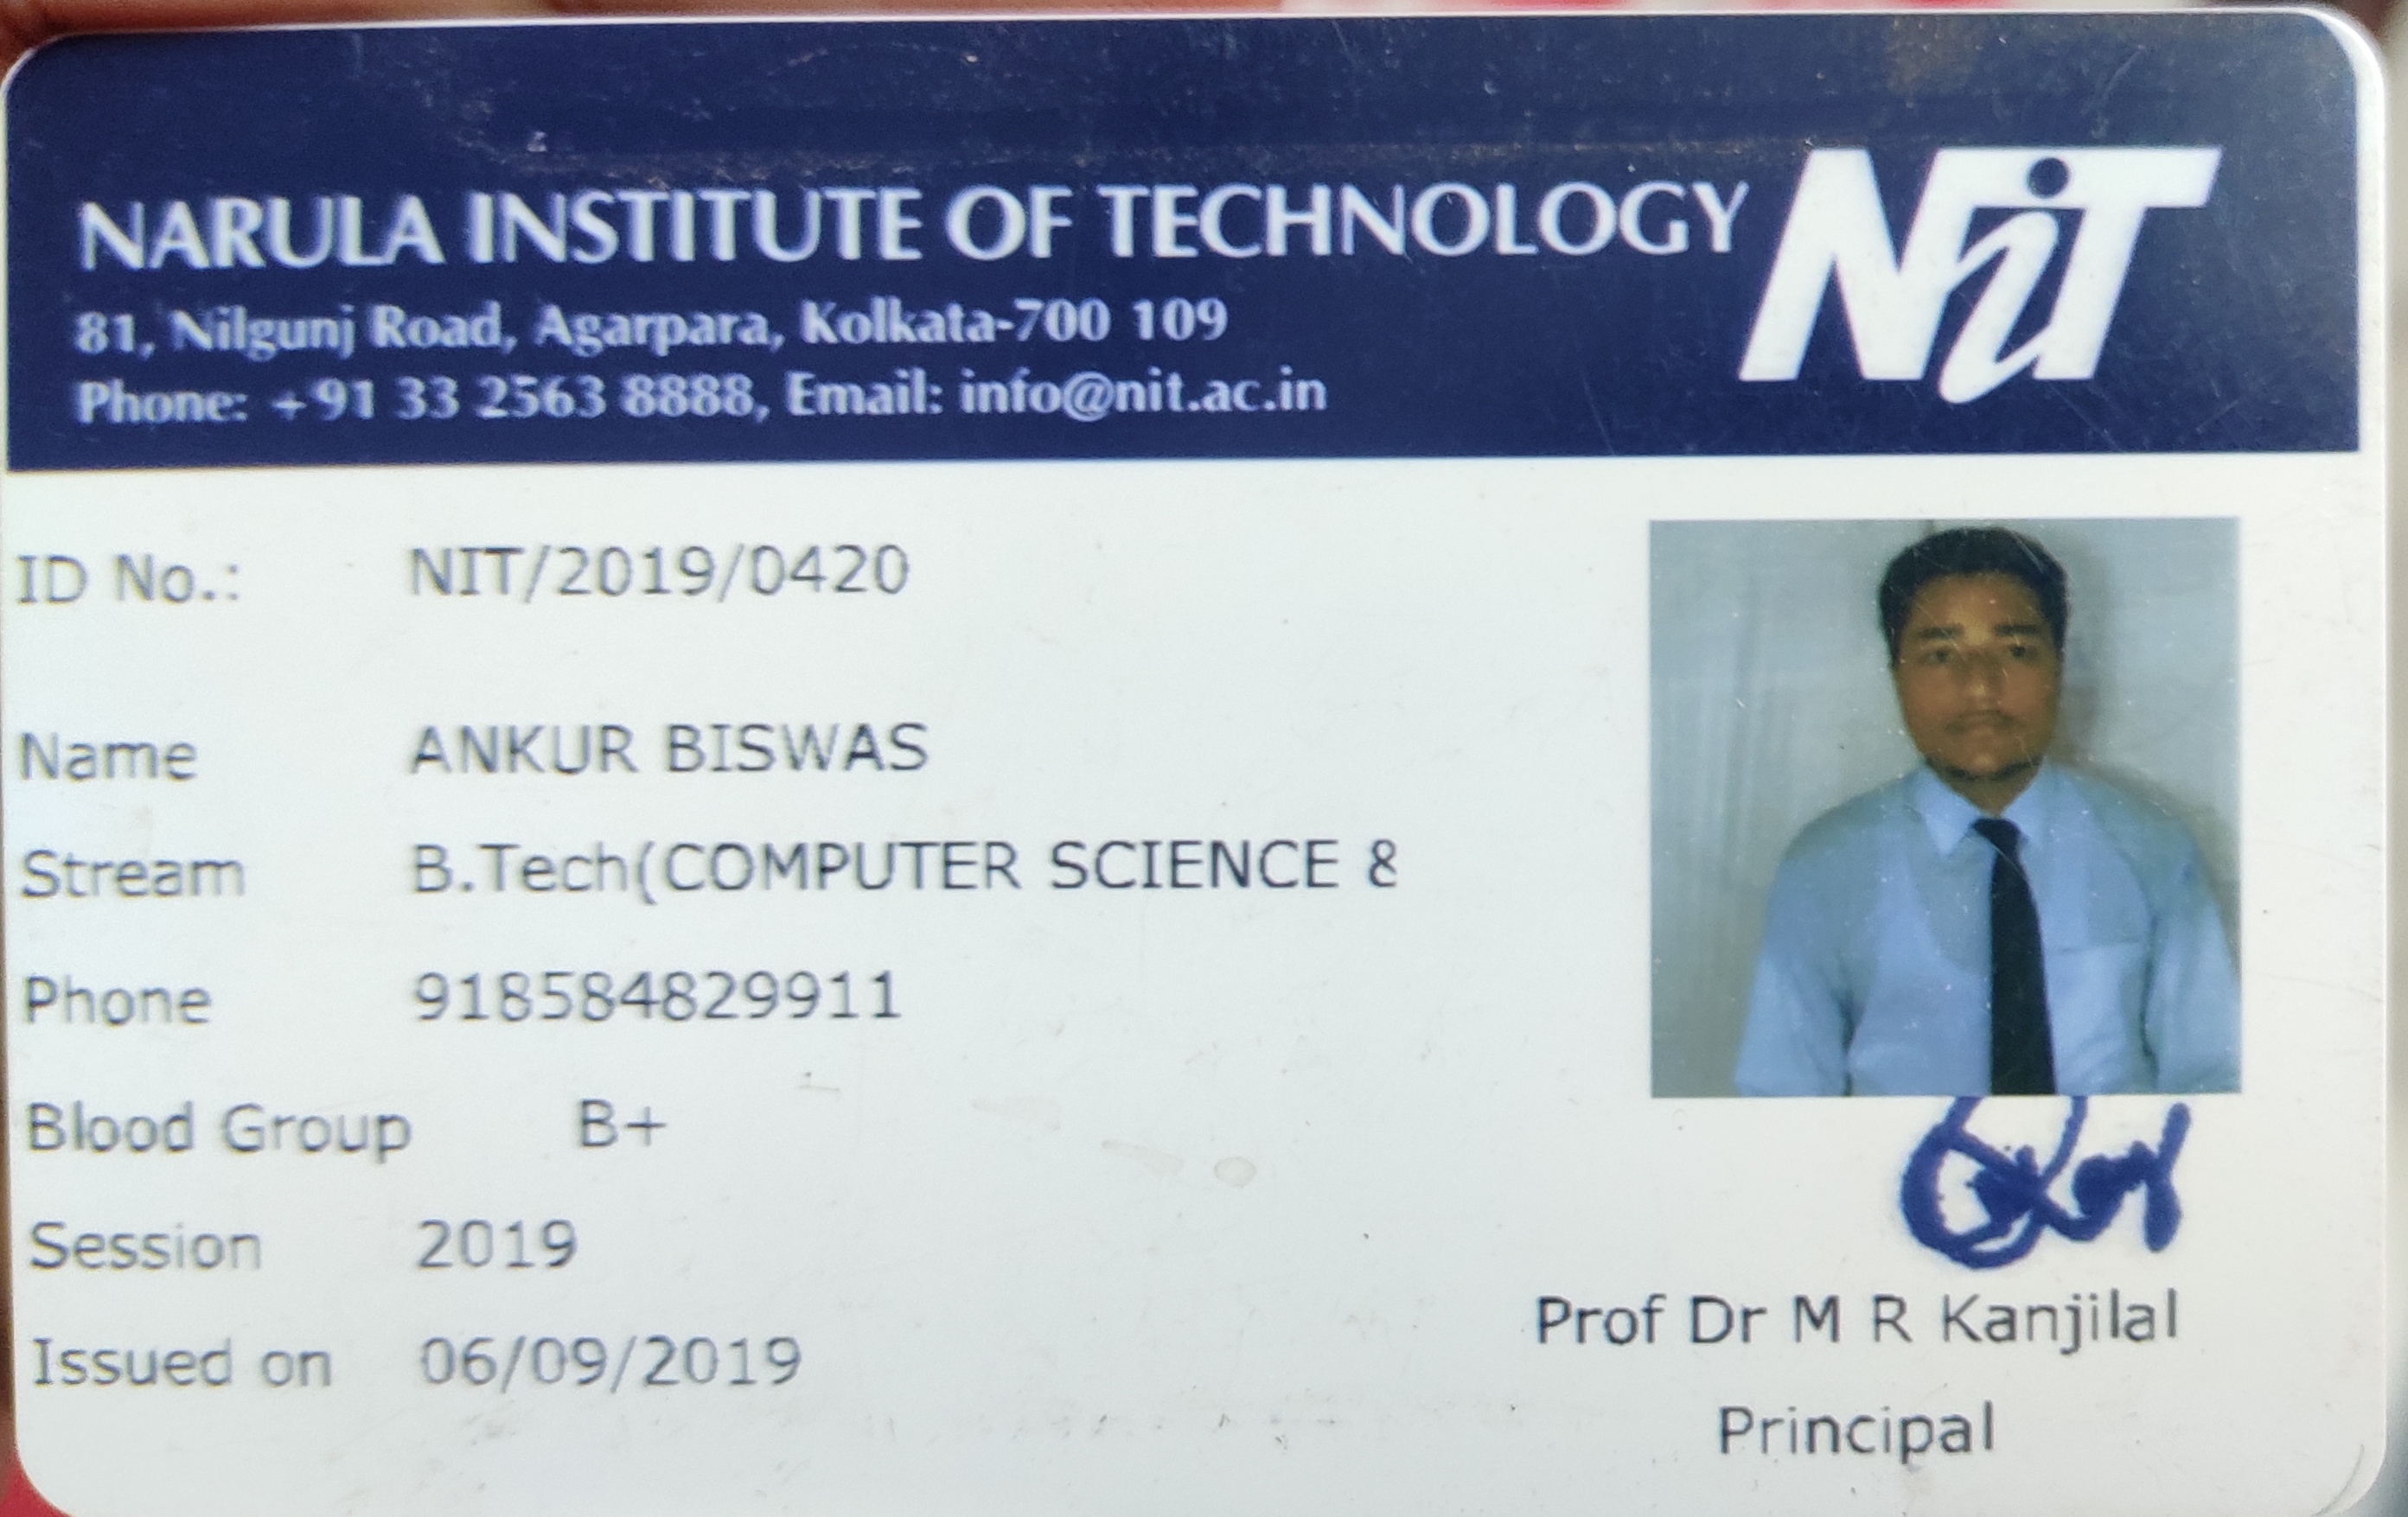 NARULA INSTITUTE OF TECHNOLOGY NiT
81, Nilgunj Road, Agarpara, Kolkata-700 109
Phone: +91 33 2563 8888, Email: info@nit.ac.in
ID No.: NIT/2019/0420
Name ANKUR BISWAS
Stream B.Tech(COMPUTER SCIENCE &
Phone 918584829911
Blood Group B+
Session 2019
Issued on 06/09/2019
Prof Dr M R Kanjilal
Principal